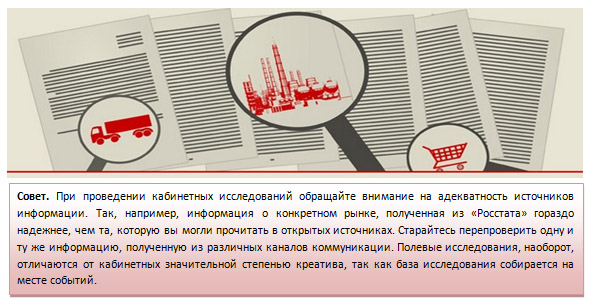 Совет. При проведении кабинетных исследований обращайте внимание на адекватность источников
информации. Так, например, информация о конкретном рынке, полученная из «Росстата» гораздо
надежнее, чем та, которую вы могли прочитать в открытых источниках. Старайтесь перепроверить одну и
ту же информацию, полученную из различных каналов коммуникации. Полевые исследования, наоборот,
отличаются от кабинетных значительной степенью креатива, так как база исследования собирается на
месте событий.